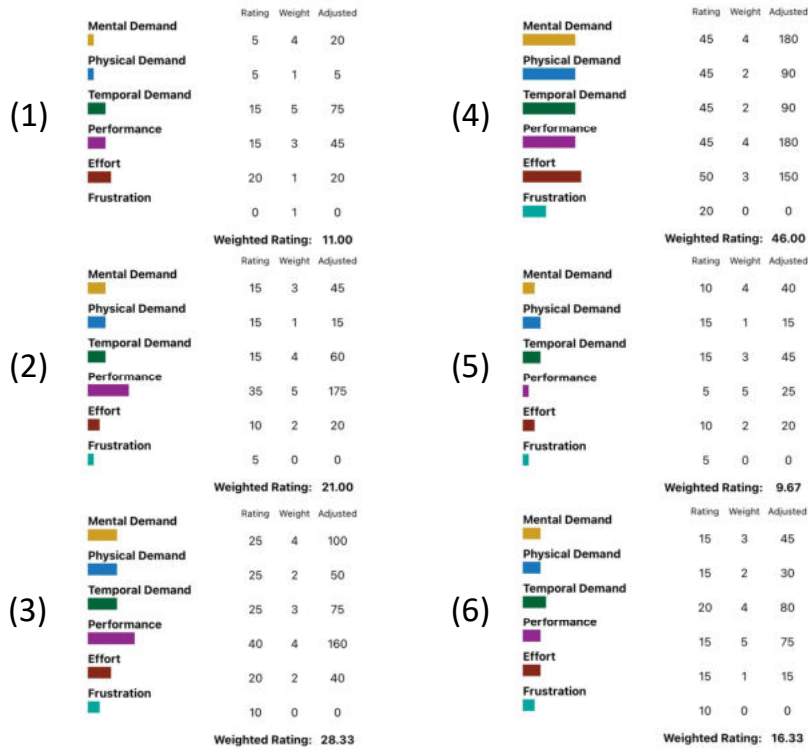 (1)
Rating Weight Adjusted
Mental Demand
5 4 20
Physical Demand
5 1 5
Temporal Demand
15 5 75
Performance
15 3 45
Effort
20 1 20
Frustration
0 1 0
Weighted Rating: 11.00
(2)
Rating Weight Adjusted
Mental Demand
15 3 45
Physical Demand
15 1 15
Temporal Demand
15 4 60
Performance
35 5 175
Effort
10 2 20
Frustration
5 0 0
Weighted Rating: 21.00
(3)
Rating Weight Adjusted
Mental Demand
25 4 100
Physical Demand
25 2 50
Temporal Demand
25 3 75
Performance
40 4 160
Effort
20 2 40
Frustration
10 0 0
Weighted Rating: 28.33
(4)
Rating Weight Adjusted
Mental Demand
45 4 180
Physical Demand
45 2 90
Temporal Demand
45 2 90
Performance
45 4 180
Effort
50 3 150
Frustration
20 0 0
Weighted Rating: 46.00
(5)
Rating Weight Adjusted
Mental Demand
10 4 40
Physical Demand
15 1 15
Temporal Demand
15 3 45
Performance
5 5 25
Effort
10 2 20
Frustration
5 0 0
Weighted Rating: 9.67
(6)
Rating Weight Adjusted
Mental Demand
15 3 45
Physical Demand
15 2 30
Temporal Demand
20 4 80
Performance
15 5 75
Effort
15 1 15
Frustration
10 0 0
Weighted Rating: 16.33